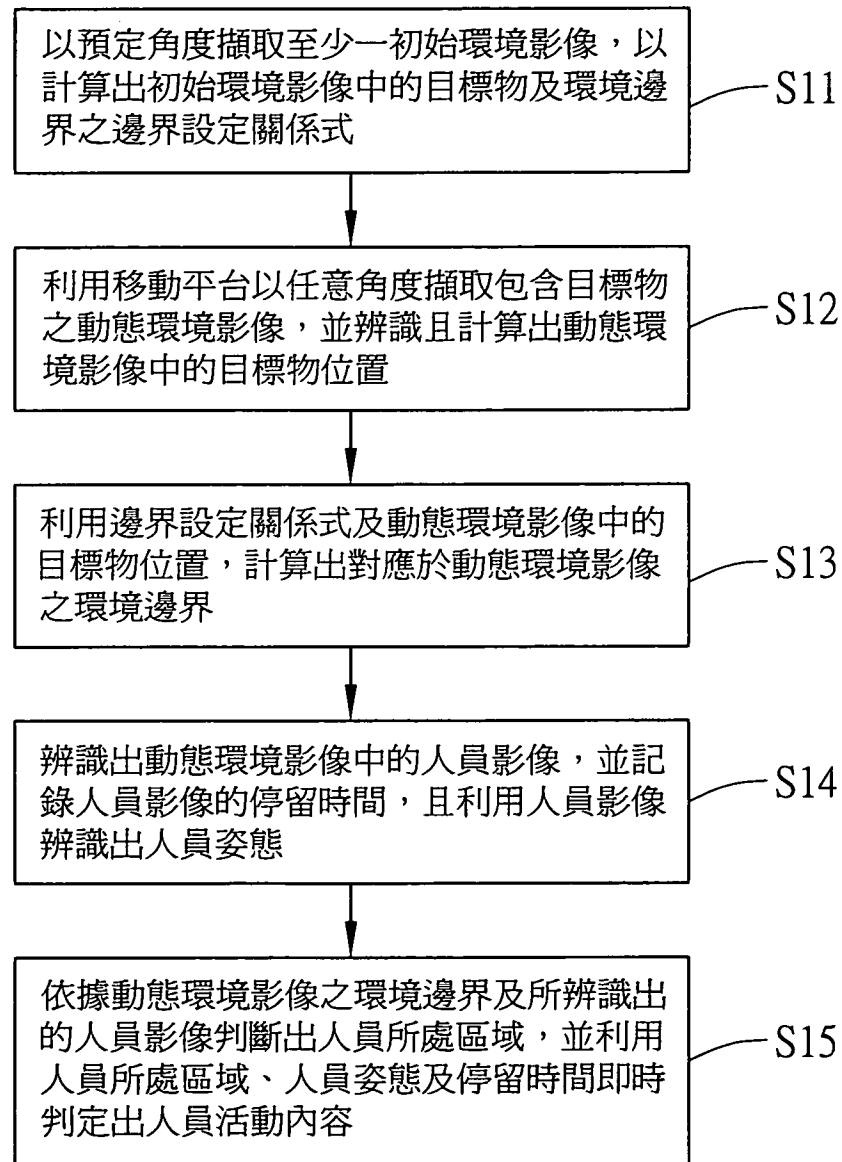 以預定角度擷取至少一初始環境影像，以
計算出初始環境影像中的目標物及環境邊
界之邊界設定關係式
S11
利用移動平台以任意角度擷取包含目標物
之動態環境影像，並辨識且計算出動態環
境影像中的目標物位置
S12
利用邊界設定關係式及動態環境影像中的
目標物位置，計算出對應於動態環境影像
之環境邊界
S13
辨識出動態環境影像中的人員影像，並記
錄人員影像的停留時間，且利用人員影像
辨識出人員姿態
S14
依據動態環境影像之環境邊界及所辨識出
的人員影像判斷出人員所處區域，並利用
人員所處區域、人員姿態及停留時間即時
判定出人員活動內容
S15